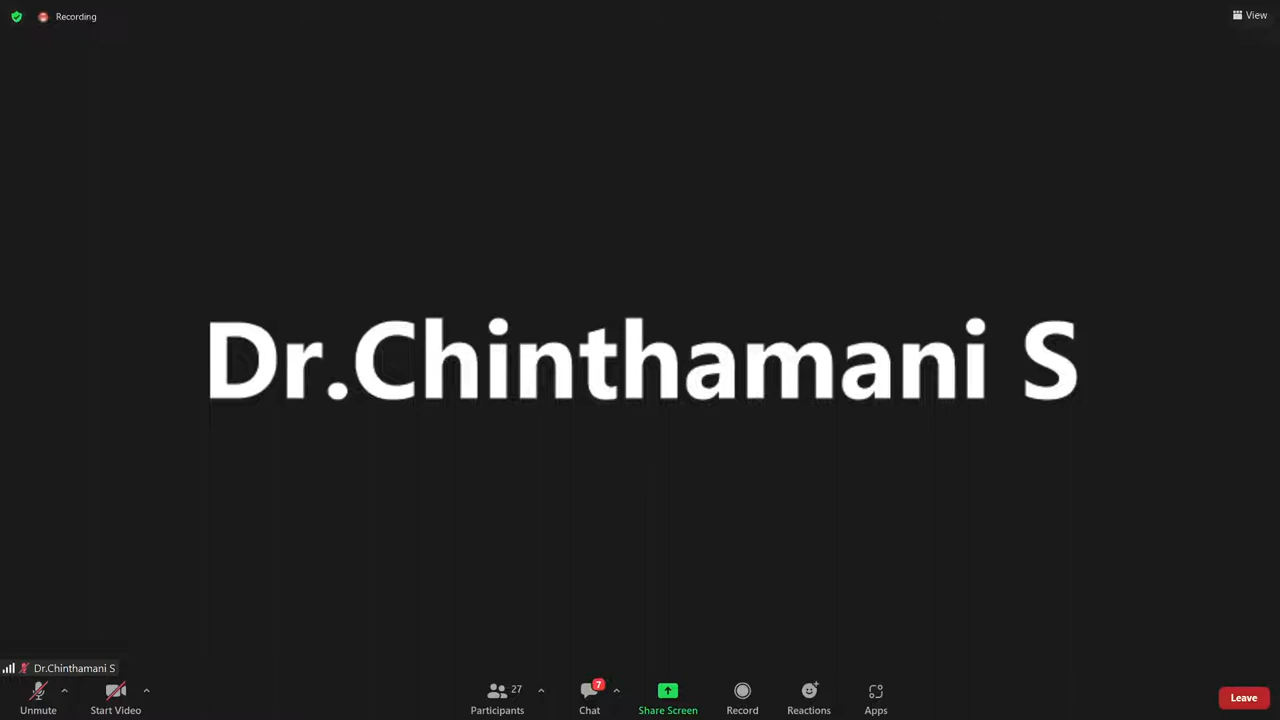 Recording
View
Dr.Chinthamani S
Dr.Chinthamani S
Unmute
Start Video
27
Participants
7
Chat
Share Screen
Record
Reactions
Apps
Leave